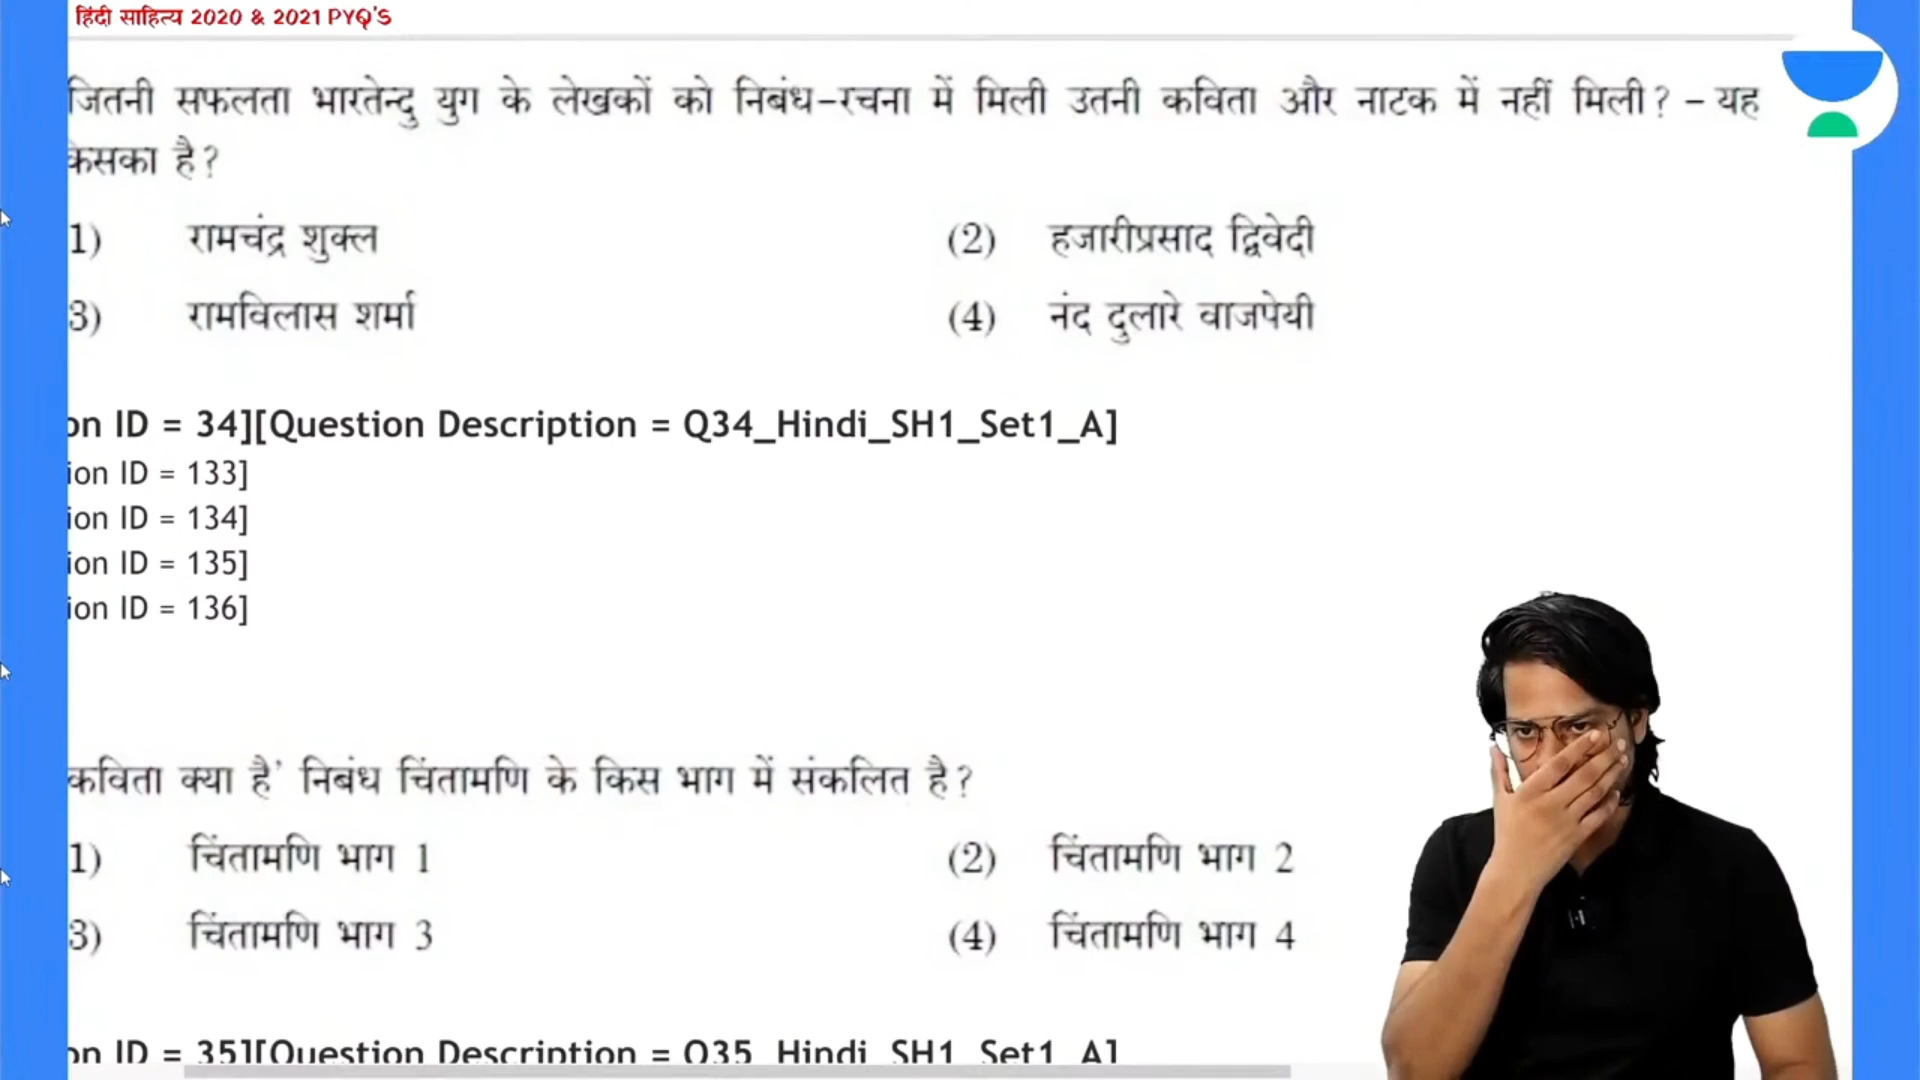 हिंदी साहित्य 2020 & 2021 PYQ'S
जितनी सफलता भारतेन्दु युग के लेखकों को निबंध-रचना में मिली उतनी कविता और नाटक में नहीं मिली? – यह
केसका है?
1) रामचंद्र शुक्ल (2) हजारीप्रसाद द्विवेदी
3) रामविलास शर्मा (4) नंद दुलारे वाजपेयी
on ID = 34][Question Description = Q34_Hindi_SH1_Set1_A]
ion ID = 133]
ion ID = 134]
ion ID = 135]
ion ID = 136]
कविता क्या है' निबंध चिंतामणि के किस भाग में संकलित है?
1) चिंतामणि भाग 1 (2) चिंतामणि भाग 2
3) चिंतामणि भाग 3 (4) चिंतामणि भाग 4
on ID = 35][Question Description = Q35_Hindi_SH1_Set1_A]